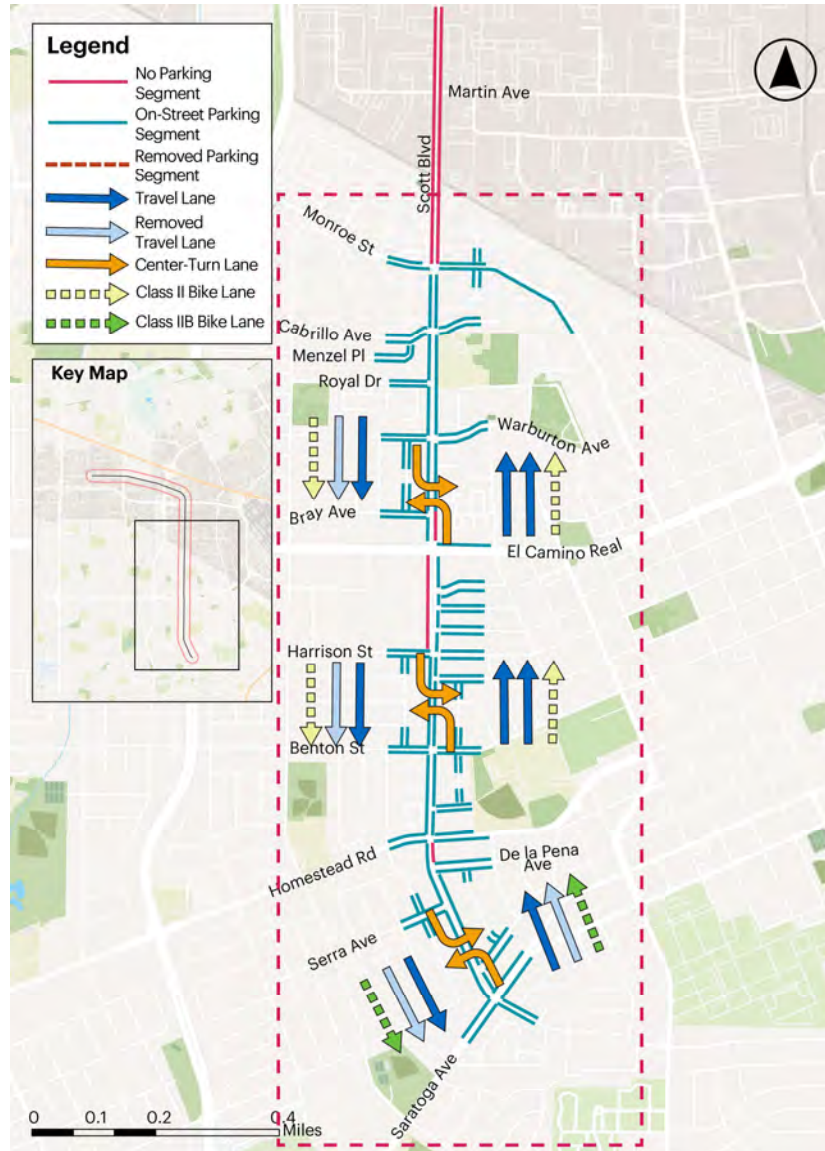 Legend
No Parking
Segment
On-Street Parking
Segment
Removed Parking
Segment
Travel Lane
Removed
Travel Lane
Center-Turn Lane
Class II Bike Lane
Class IIB Bike Lane
Key Map
Martin Ave
Scott Blvd
Monroe St
Cabrillo Ave
Menzel Pl
Royal Dr
Warburton Ave
Bray Ave
El Camino Real
Harrison St
Benton St
Homestead Rd
De la Pena
Ave
Serra Ave
Saratoga Ave
0 0.1 0.2 0.4
Miles